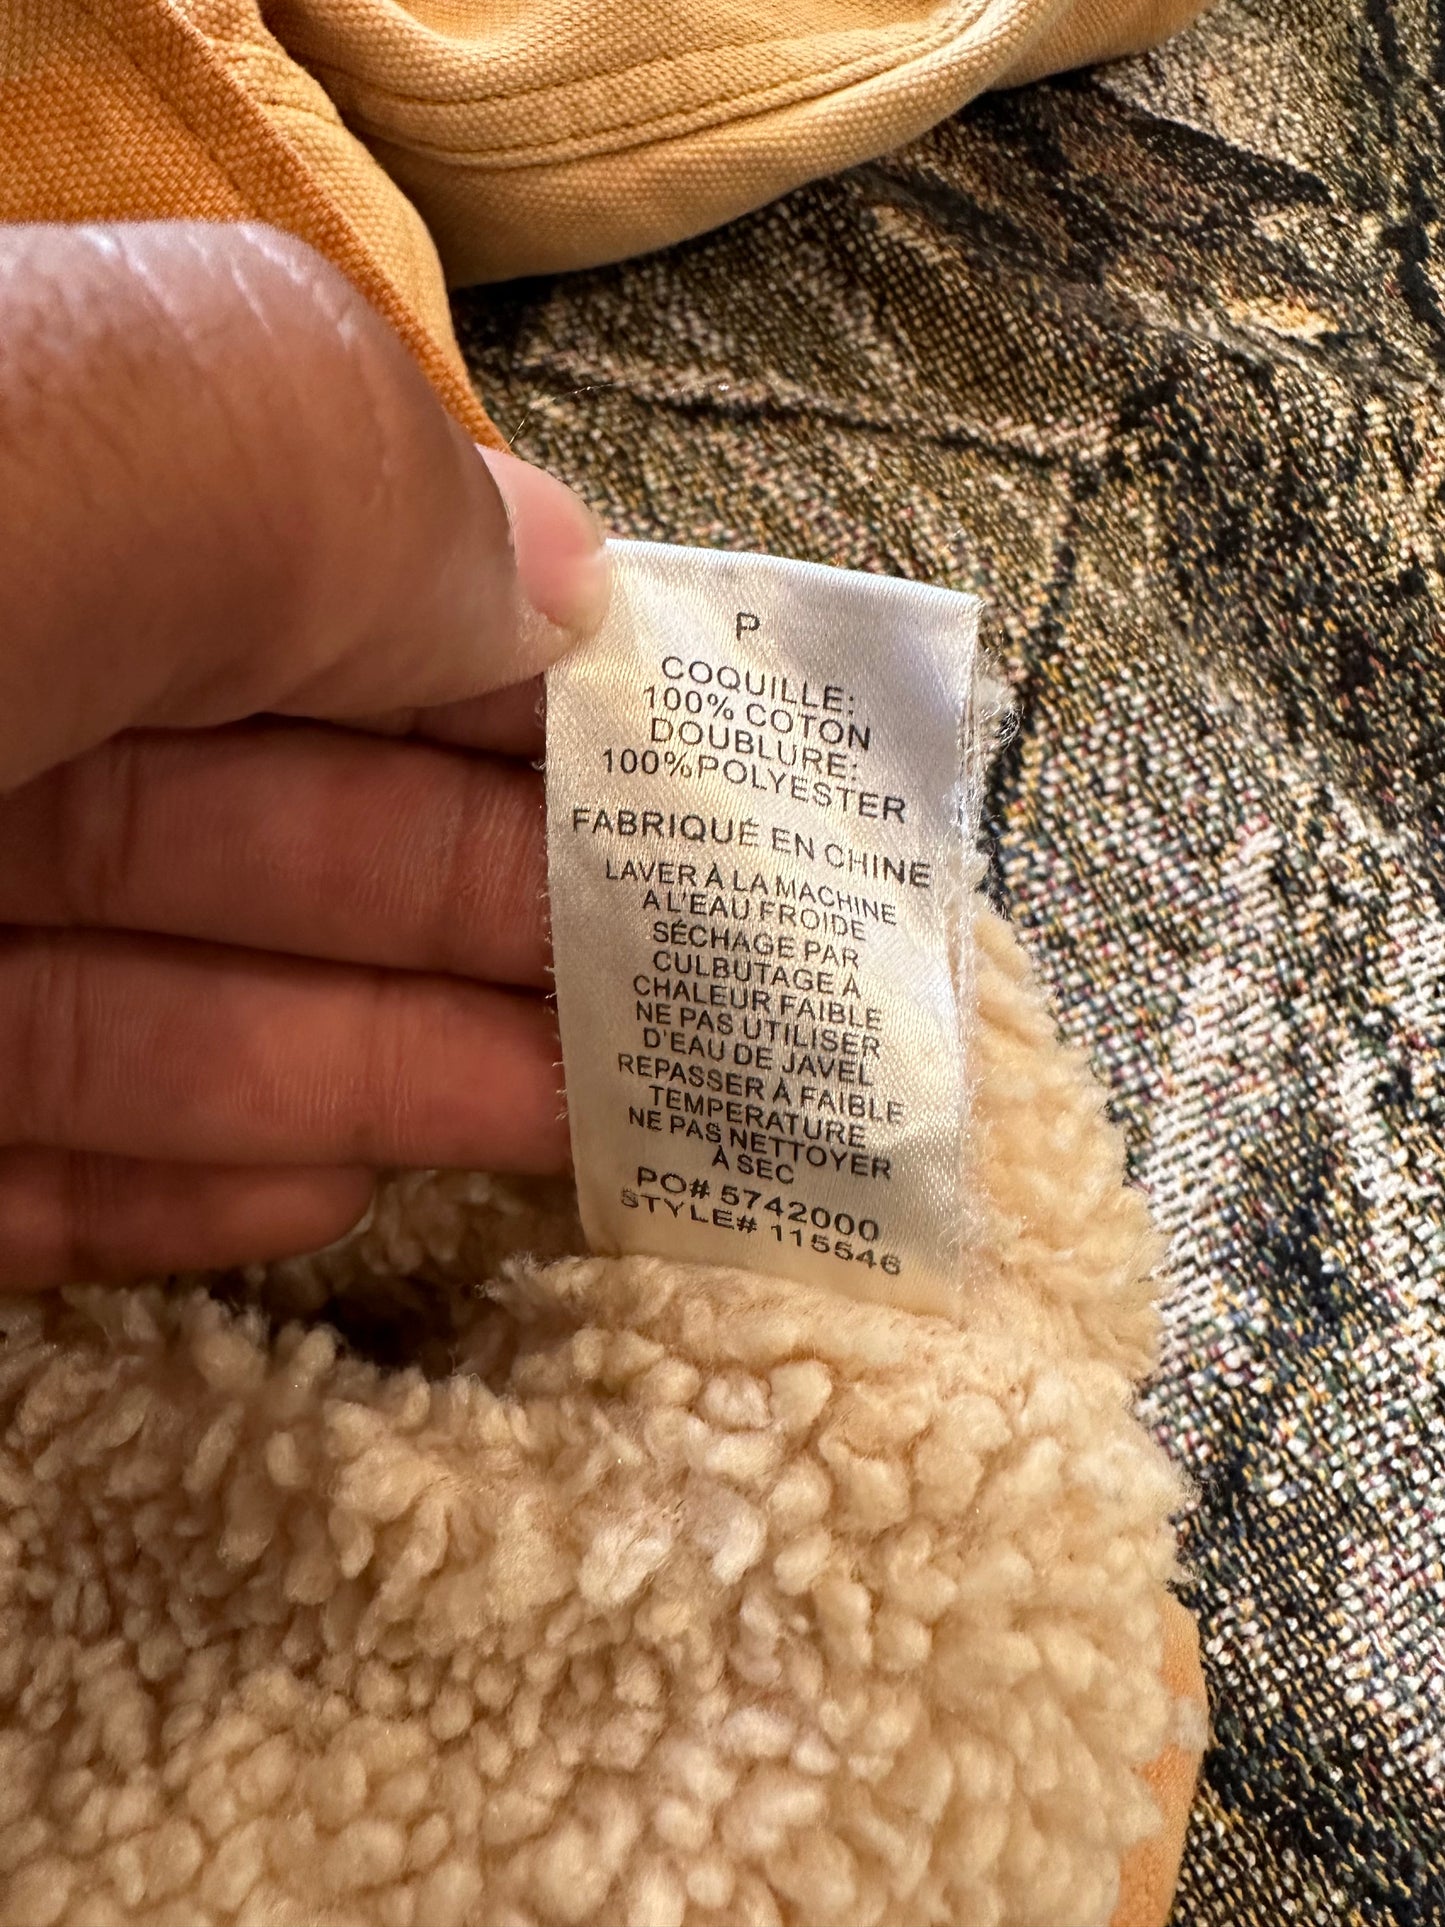 P
COQUILLE:
100% COTON
DOUBLURE:
100%POLYESTER
FABRIQUÉ EN CHINE
LAVER À LA MACHINE
A L'EAU FROIDE
SÉCHAGE PAR
CULBUTAGE À
CHALEUR FAIBLE
NE PAS UTILISER
D'EAU DE JAVEL
REPASSER À FAIBLE
TEMPERATURE
NE PAS NETTOYER
À SEC
PO# 5742000
STYLE# 115546